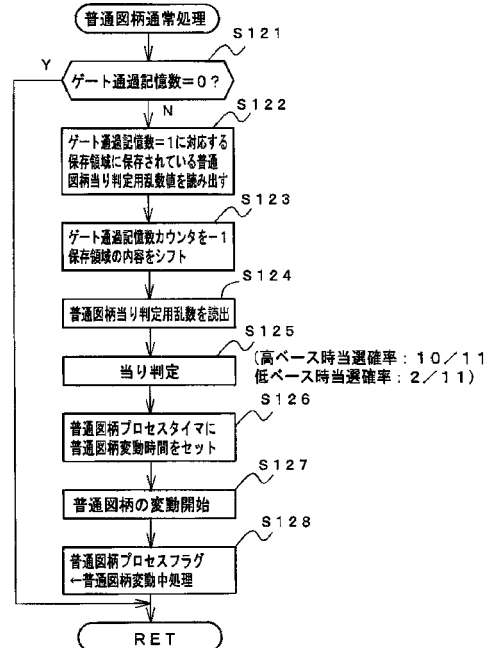 普通図柄通常処理
S121
Y
ゲート通過記憶数=0?
N
S122
ゲート通過記憶数=1に対応する
保存領域に保存されている普通
図柄当り判定用乱数値を読み出す
S123
ゲート通過記憶数カウンタを-1
保存領域の内容をシフト
S124
普通図柄当り判定用乱数を読出
S125
当り判定
(高ベース時当選確率:10/11
低ベース時当選確率:2/11)
S126
普通図柄プロセスタイマに
普通図柄変動時間をセット
S127
普通図柄の変動開始
S128
普通図柄プロセスフラグ
←普通図柄変動中処理
RET